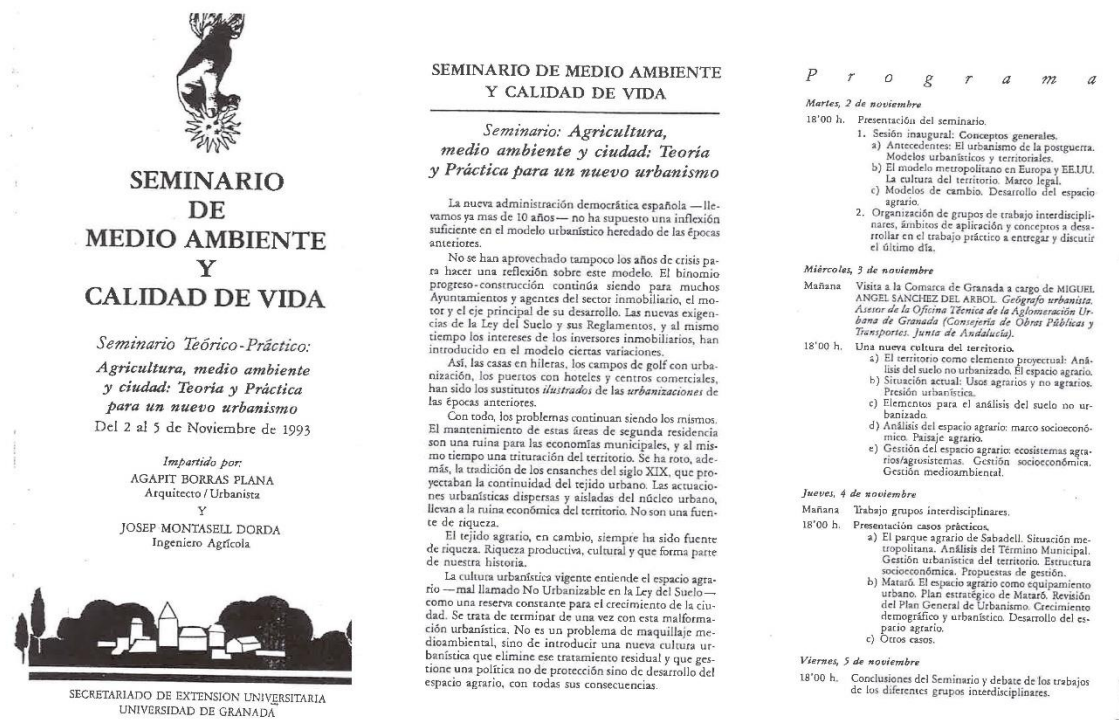 SEMINARIO
DE
MEDIO AMBIENTE
Y
CALIDAD DE VIDA
Seminario Teórico-Práctico:
Agricultura, medio ambiente
y ciudad: Teoría y Práctica
para un nuevo urbanismo
Del 2 al 5 de Noviembre de 1993
Impartido por:
AGAPIT BORRAS PLANA
Arquitecto / Urbanista
Y
JOSEP MONTASELL DORDA
Ingeniero Agrícola
SECRETARIADO DE EXTENSION UNIVERSITARIA
UNIVERSIDAD DE GRANADA
SEMINARIO DE MEDIO AMBIENTE
Y CALIDAD DE VIDA
Seminario: Agricultura,
medio ambiente y ciudad: Teoría
y Práctica para un nuevo urbanismo
La nueva administración democrática española —lle-
vamos ya mas de 10 años— no ha supuesto una inflexión
suficiente en el modelo urbanístico heredado de las épocas
anteriores.
No se han aprovechado tampoco los años de crisis pa-
ra hacer una reflexión sobre este modelo. El binomio
progreso-construcción continúa siendo para muchos
Ayuntamientos y agentes del sector inmobiliario, el mo-
tor y el eje principal de su desarrollo. Las nuevas exigen-
cias de la Ley del Suelo y sus Reglamentos, y al mismo
tiempo los intereses de los inversores inmobiliarios, han
introducido en el modelo ciertas variaciones.
Así, las casas en hileras, los campos de golf con urba-
nización, los puertos con hoteles y centros comerciales,
han sido los sustitutos ilustrados de las urbanizaciones de
las épocas anteriores.
Con todo, los problemas continuan siendo los mismos.
El mantenimiento de estas áreas de segunda residencia
son una ruina para las economías municipales, y al mis-
mo tiempo una trituración del territorio. Se ha roto, ade-
más, la tradición de los ensanches del siglo XIX, que pro-
yectaban la continuidad del tejido urbano. Las actuacio-
nes urbanísticas dispersas y aisladas del núcleo urbano,
llevan a la ruina económica del territorio. No son una fuen-
te de riqueza.
El tejido agrario, en cambio, siempre ha sido fuente
de riqueza. Riqueza productiva, cultural y que forma parte
de nuestra historia.
La cultura urbanística vigente entiende el espacio agra-
rio —mal llamado No Urbanizable en la Ley del Suelo—
como una reserva constante para el crecimiento de la ciu-
dad. Se trata de terminar de una vez con esta malforma-
ción urbanística. No es un problema de maquillaje me-
dioambiental, sino de introducir una nueva cultura ur-
banística que elimine ese tratamiento residual y que ges-
tione una política no de protección sino de desarrollo del
espacio agrario, con todas sus consecuencias.
Programa
Martes, 2 de noviembre
18'00 h. Presentación del seminario.
1. Sesión inaugural: Conceptos generales.
a) Antecedentes: El urbanismo de la postguerra.
Modelos urbanísticos y territoriales.
b) El modelo metropolitano en Europa y EE.UU.
La cultura del territorio. Marco legal.
c) Modelos de cambio. Desarrollo del espacio
agrario.
2. Organización de grupos de trabajo interdiscipli-
nares, ámbitos de aplicación y conceptos a desa-
rrollar en el trabajo práctico a entregar y discutir
el último día.
Miércoles, 3 de noviembre
Mañana Visita a la Comarca de Granada a cargo de MIGUEL
ANGEL SANCHEZ DEL ARBOL. Geógrafo urbanista.
Asesor de la Oficina Técnica de la Aglomeración Ur-
bana de Granada (Consejería de Obras Públicas y
Transportes. Junta de Andalucía).
18'00 h. Una nueva cultura del territorio.
a) El territorio como elemento proyectual: Aná-
lisis del suelo no urbanizado. El espacio agrario.
b) Situación actual: Usos agrarios y no agrarios.
Presión urbanística.
c) Elementos para el análisis del suelo no ur-
banizado.
d) Análisis del espacio agrario: marco socioeconó-
mico. Paisaje agrario.
e) Gestión del espacio agrario: ecosistemas agra-
rios/agrosistemas. Gestión socioeconómica.
Gestión medioambiental.
Jueves, 4 de noviembre
Mañana Trabajo grupos interdisciplinares.
18'00 h. Presentación casos prácticos.
a) El parque agrario de Sabadell. Situación me-
tropolitana. Análisis del Término Municipal.
Gestión urbanística del territorio. Estructura
socioeconómica. Propuestas de gestión.
b) Mataró. El espacio agrario como equipamiento
urbano. Plan estratégico de Mataró. Revisión
del Plan General de Urbanismo. Crecimiento
demográfico y urbanístico. Desarrollo del es-
pacio agrario.
c) Otros casos.
Viernes, 5 de noviembre
18'00 h. Conclusiones del Seminario y debate de los trabajos
de los diferentes grupos interdisciplinares.